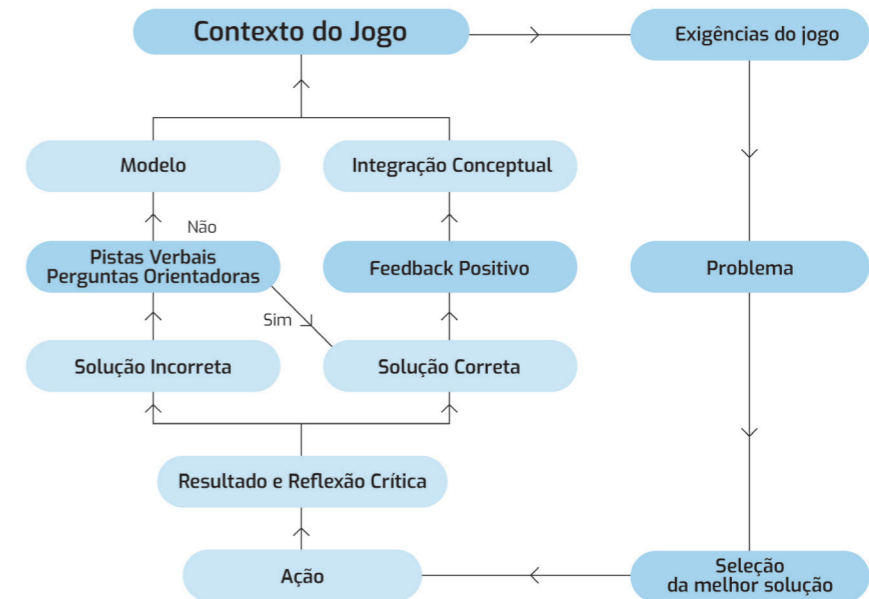 Contexto do Jogo
Exigências do jogo
Modelo
Integração Conceptual
Não
Pistas Verbais
Perguntas Orientadoras
Feedback Positivo
Problema
Sim
Solução Incorreta
Solução Correta
Resultado e Reflexão Crítica
Ação
Seleção
da melhor solução